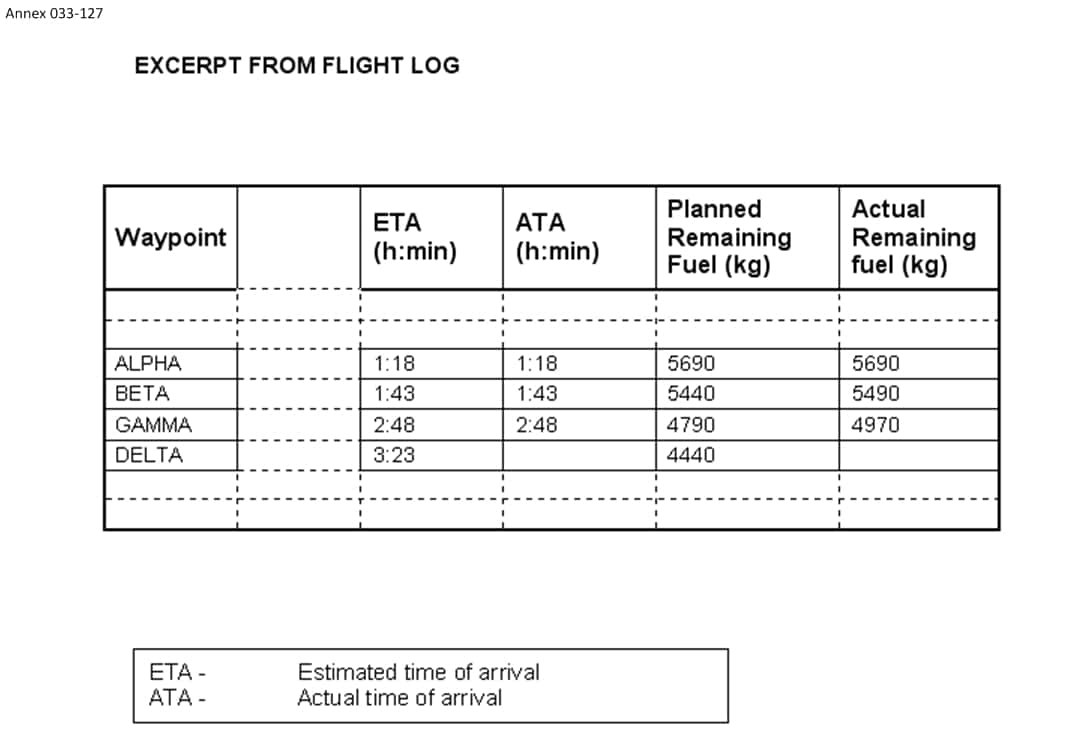 Annex 033-127
EXCERPT FROM FLIGHT LOG
Waypoint ETA (h:min) ATA (h:min) Planned Remaining Fuel (kg) Actual Remaining fuel (kg)
ALPHA 1:18 1:18 5690 5690
BETA 1:43 1:43 5440 5490
GAMMA 2:48 2:48 4790 4970
DELTA 3:23 4440
ETA - Estimated time of arrival
ATA - Actual time of arrival